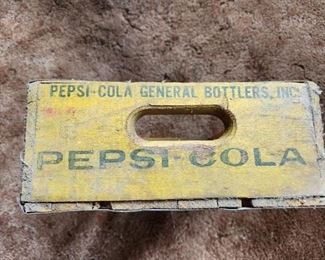 PEPSI-COLA GENERAL BOTTLERS, INC
PEPSI-COLA